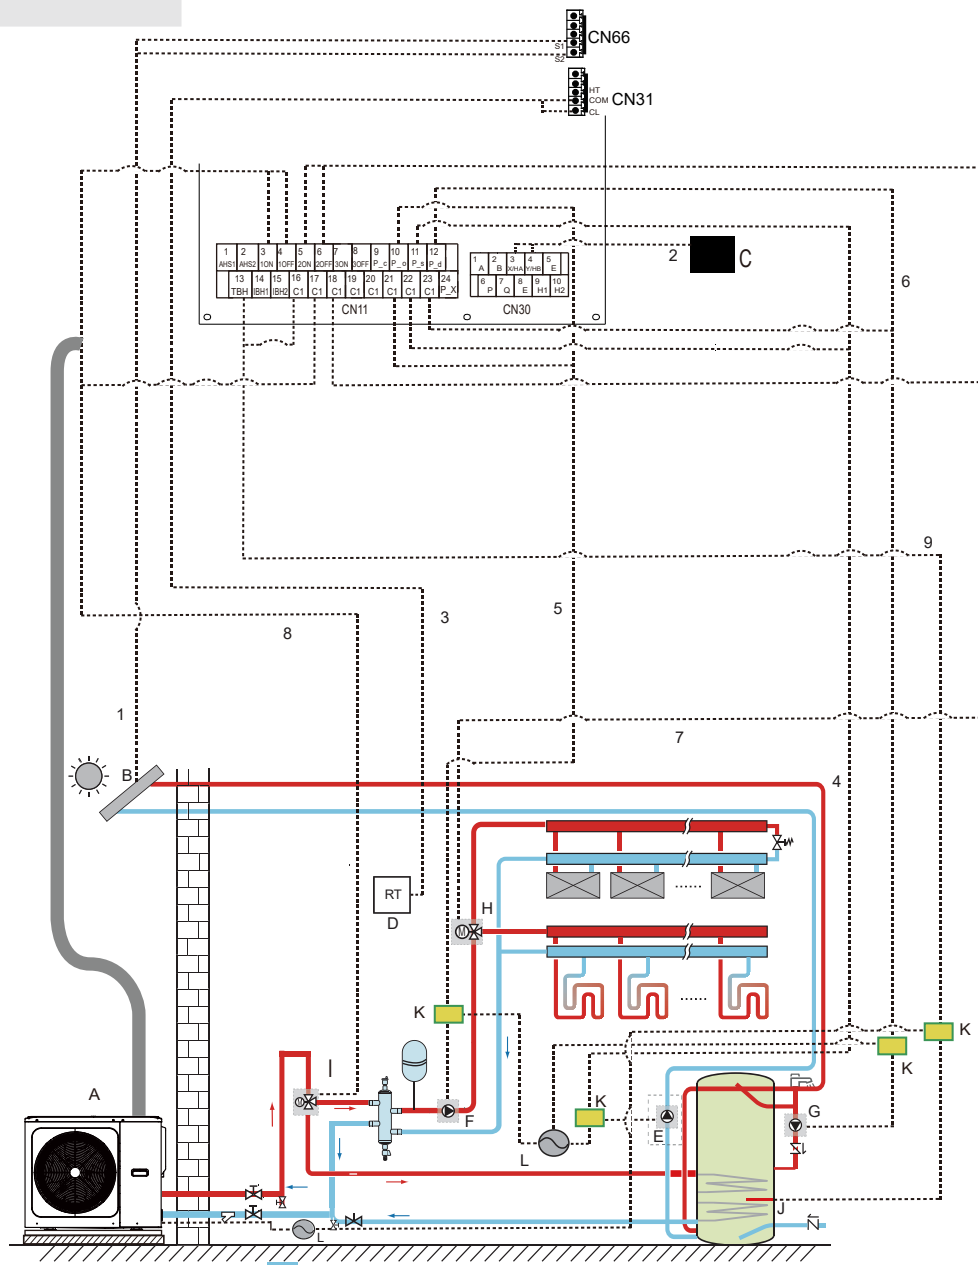 CN66
S1
S2
HT
COM
CL
CN31
1 2 3 4 5 6 7 8 9 10 11 12
AHS1 AHS2 1ON 1OFF 2ON 2OFF 3ON 3OFF P_c P_o P_s P_d
13 14 15 16 17 18 19 20 21 22 23 24
TBH IBH1 IBH2 C1 C1 C1 C1 C1 C1 C1 C1 P_X
CN11
1 2 3 4 5
A B X/HA Y/HB E
6 7 8 9 10
P Q E H1 H2
CN30
2
C
6
9
3
5
8
1
7
4
B
RT
D
H
M
K
K
K
I
A
M
F
K
E
G
L
J
L